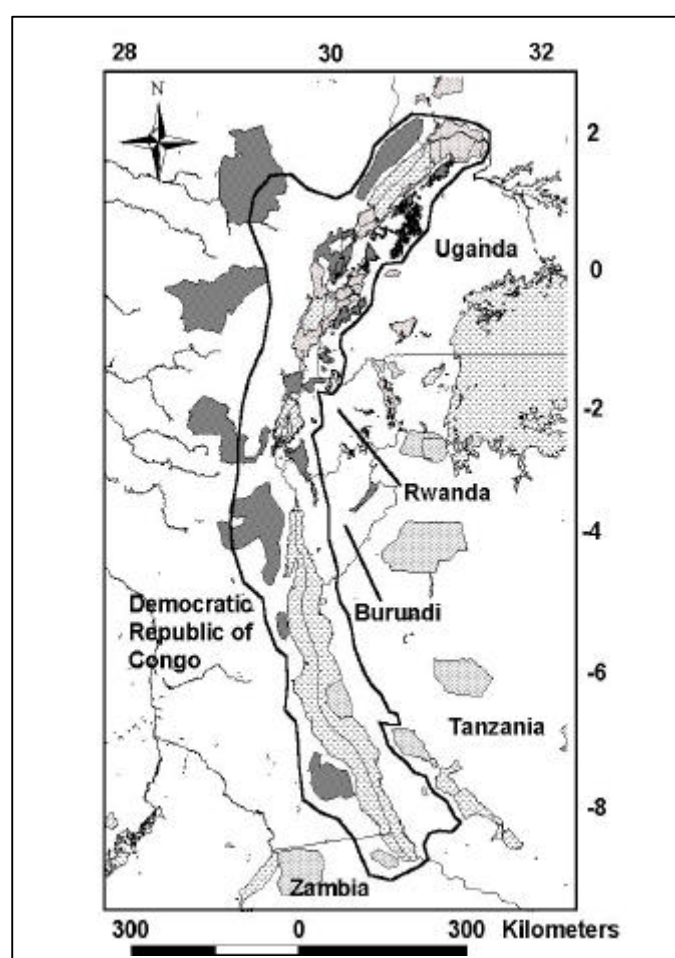 28 30 32
N
2
Uganda
0
-2
Rwanda
-4
Democratic
Republic of
Congo
Burundi
-6
Tanzania
-8
Zambia
300 0 300 Kilometers